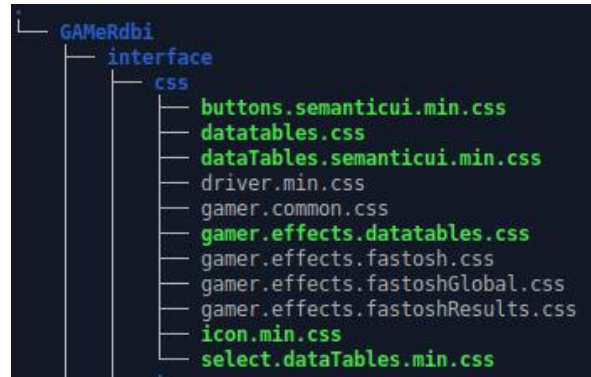 .
GAMeRdbi
interface
css
buttons.semanticui.min.css
datatables.css
dataTables.semanticui.min.css
driver.min.css
gamer.common.css
gamer.effects.datatables.css
gamer.effects.fastosh.css
gamer.effects.fastoshGlobal.css
gamer.effects.fastoshResults.css
icon.min.css
select.dataTables.min.css